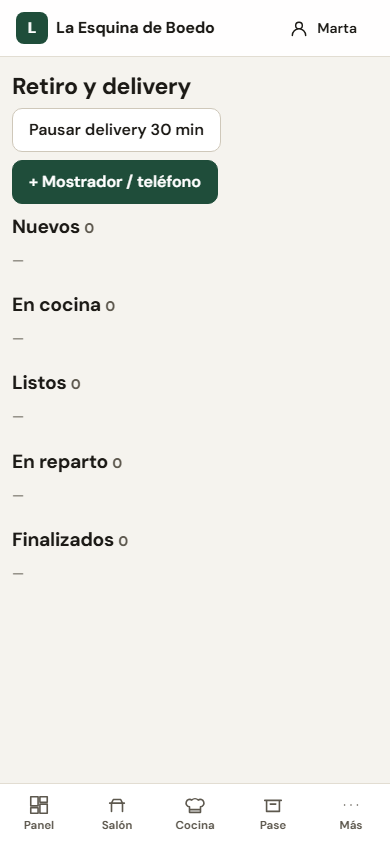 L La Esquina de Boedo Marta
Retiro y delivery
Pausar delivery 30 min
+ Mostrador / teléfono
Nuevos 0
—
En cocina 0
—
Listos 0
—
En reparto 0
—
Finalizados 0
—
Panel Salón Cocina Pase Más